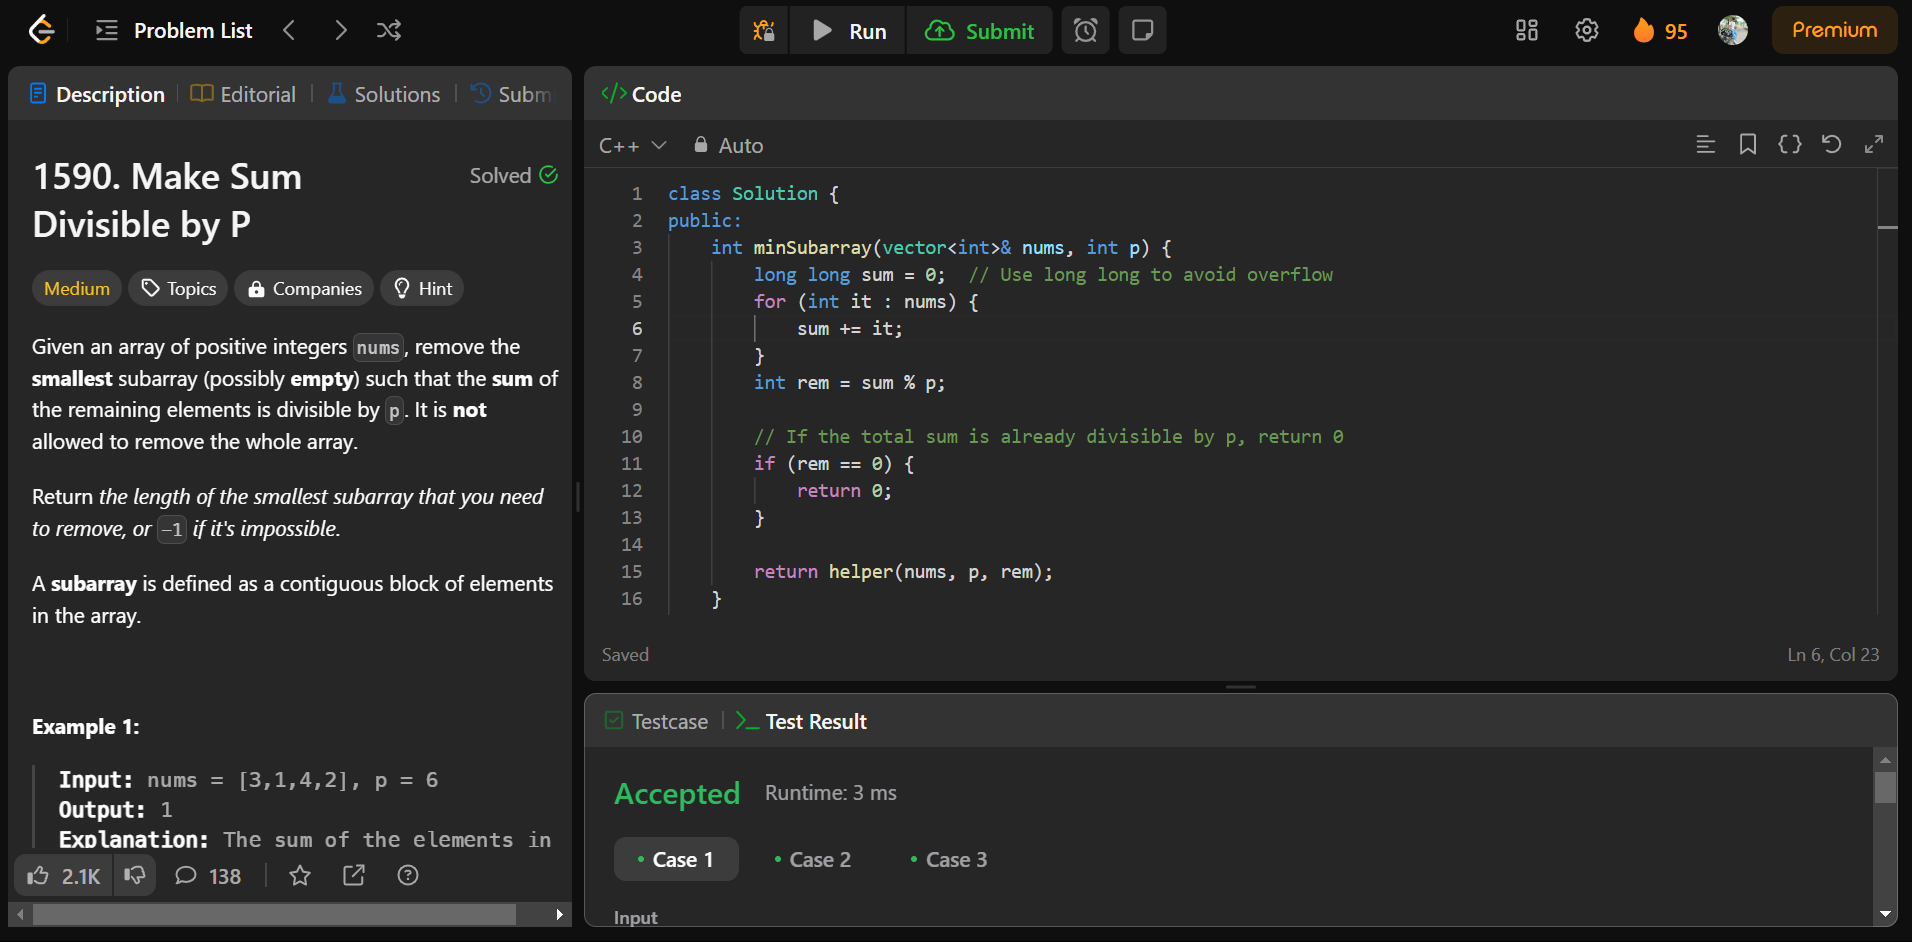 Problem List
Run
Submit
95
Premium
Description
Editorial
Solutions
Subm
1590. Make Sum
Divisible by P
Solved
Medium
Topics
Companies
Hint
Given an array of positive integers nums, remove the
smallest subarray (possibly empty) such that the sum of
the remaining elements is divisible by p. It is not
allowed to remove the whole array.
Return the length of the smallest subarray that you need
to remove, or -1 if it's impossible.
A subarray is defined as a contiguous block of elements
in the array.
Example 1:
Input: nums = [3,1,4,2], p = 6
Output: 1
Explanation: The sum of the elements in
2.1K
138
</> Code
C++
Auto
1 class Solution {
2 public:
3 int minSubarray(vector<int>& nums, int p) {
4 long long sum = 0; // Use long long to avoid overflow
5 for (int it : nums) {
6 sum += it;
7 }
8 int rem = sum % p;
9
10 // If the total sum is already divisible by p, return 0
11 if (rem == 0) {
12 return 0;
13 }
14
15 return helper(nums, p, rem);
16 }
Saved
Ln 6, Col 23
Testcase
Test Result
Accepted
Runtime: 3 ms
Case 1
Case 2
Case 3
Input